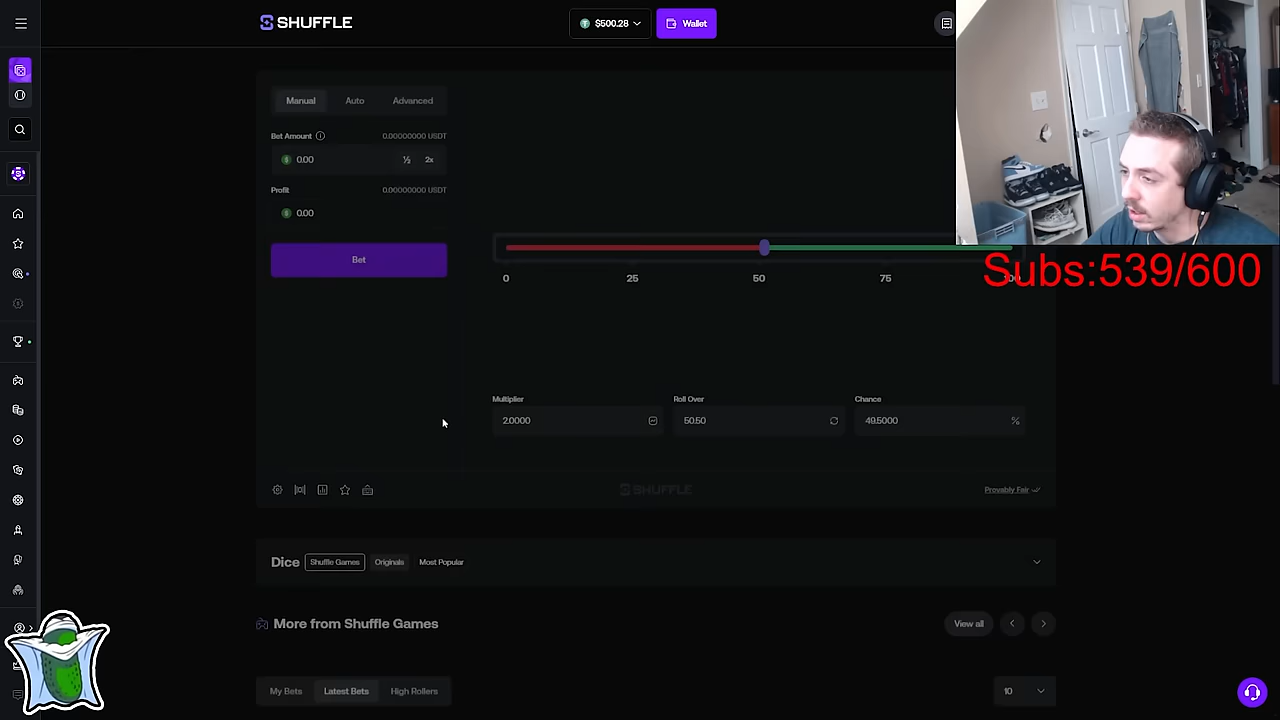 SHUFFLE
$500.28
Wallet
Manual
Auto
Advanced
Bet Amount
0.00000000 USDT
0.00
½
2x
Profit
0.00000000 USDT
0.00
Bet
0
25
50
75
Subs:539/600
Multiplier
Roll Over
Chance
2.0000
50.50
49.5000
%
SHUFFLE
Provably Fair
Dice
Shuffle Games
Originals
Most Popular
More from Shuffle Games
View all
My Bets
Latest Bets
High Rollers
10